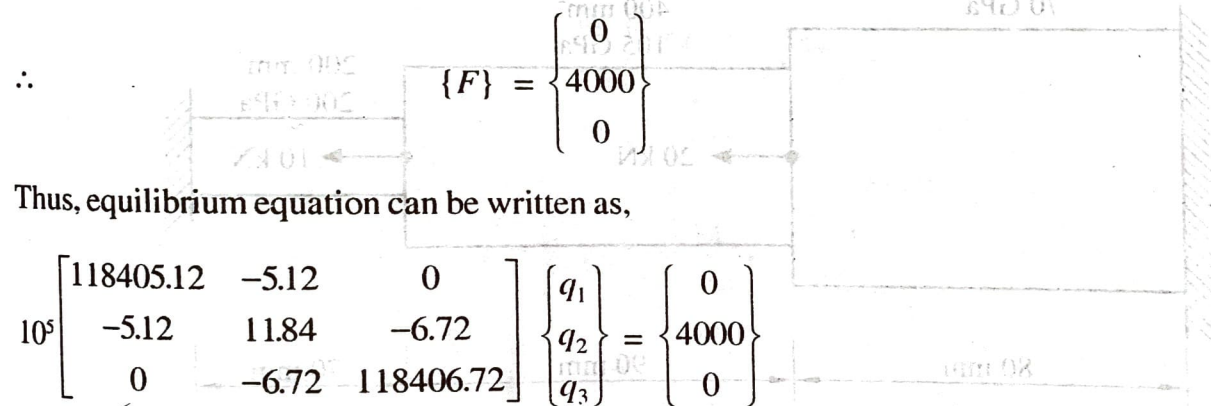 ∴ {F} = {0 4000 0}
Thus, equilibrium equation can be written as,
10⁵ [118405.12 −5.12 0] {q₁} = {0}
[−5.12 11.84 −6.72] {q₂} = {4000}
[0 −6.72 118406.72] {q₃} = {0}